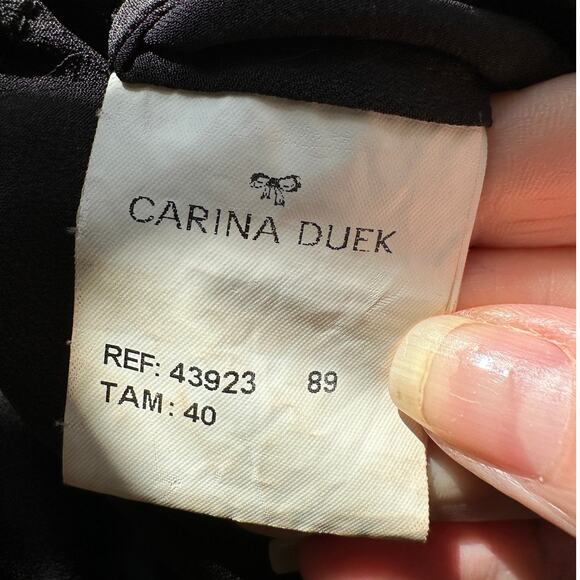 CARINA DUEK
REF: 43923 89
TAM: 40